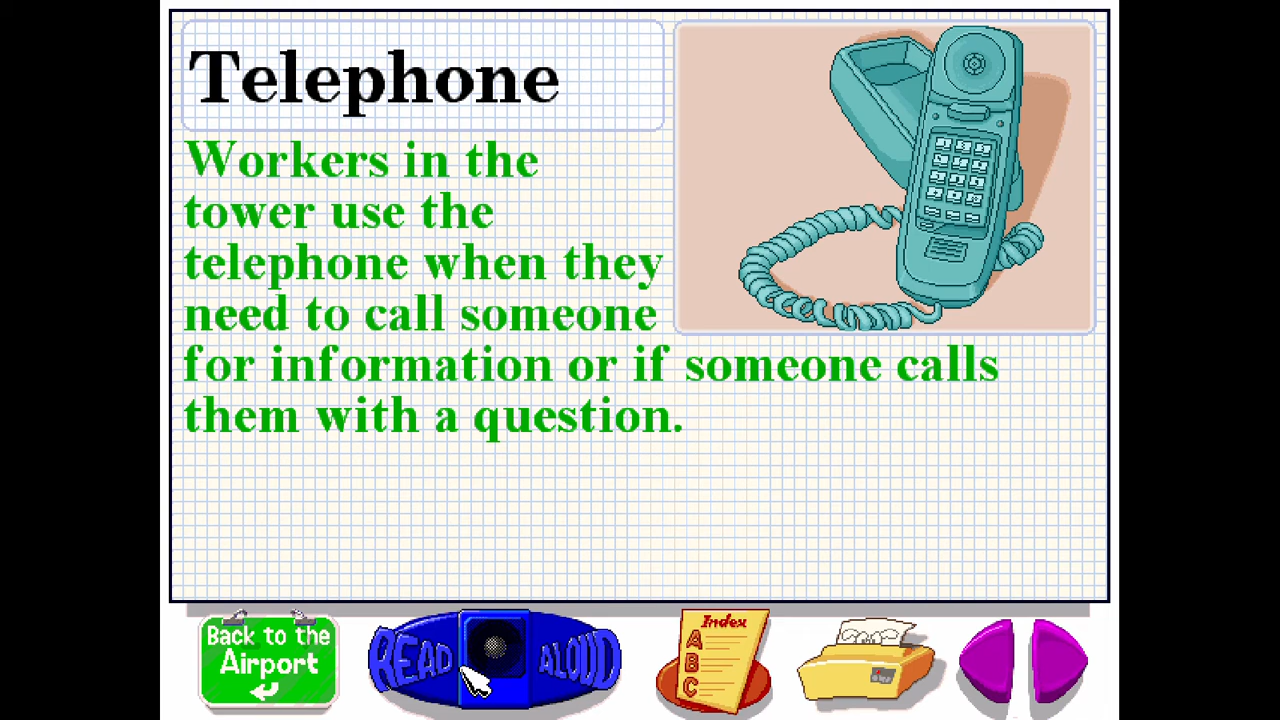 Telephone
Workers in the
tower use the
telephone when they
need to call someone
for information or if someone calls
them with a question.
Back to the
Airport
READ ALOUD
Index
A
B
C